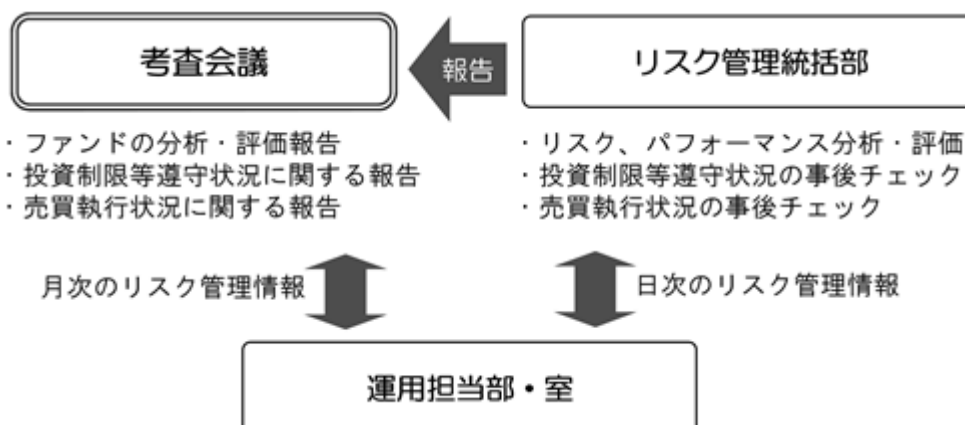 考査会議
報告
リスク管理統括部
・ファンドの分析・評価報告
・投資制限等遵守状況に関する報告
・売買執行状況に関する報告
・リスク、パフォーマンス分析・評価
・投資制限等遵守状況の事後チェック
・売買執行状況の事後チェック
月次のリスク管理情報
日次のリスク管理情報
運用担当部・室